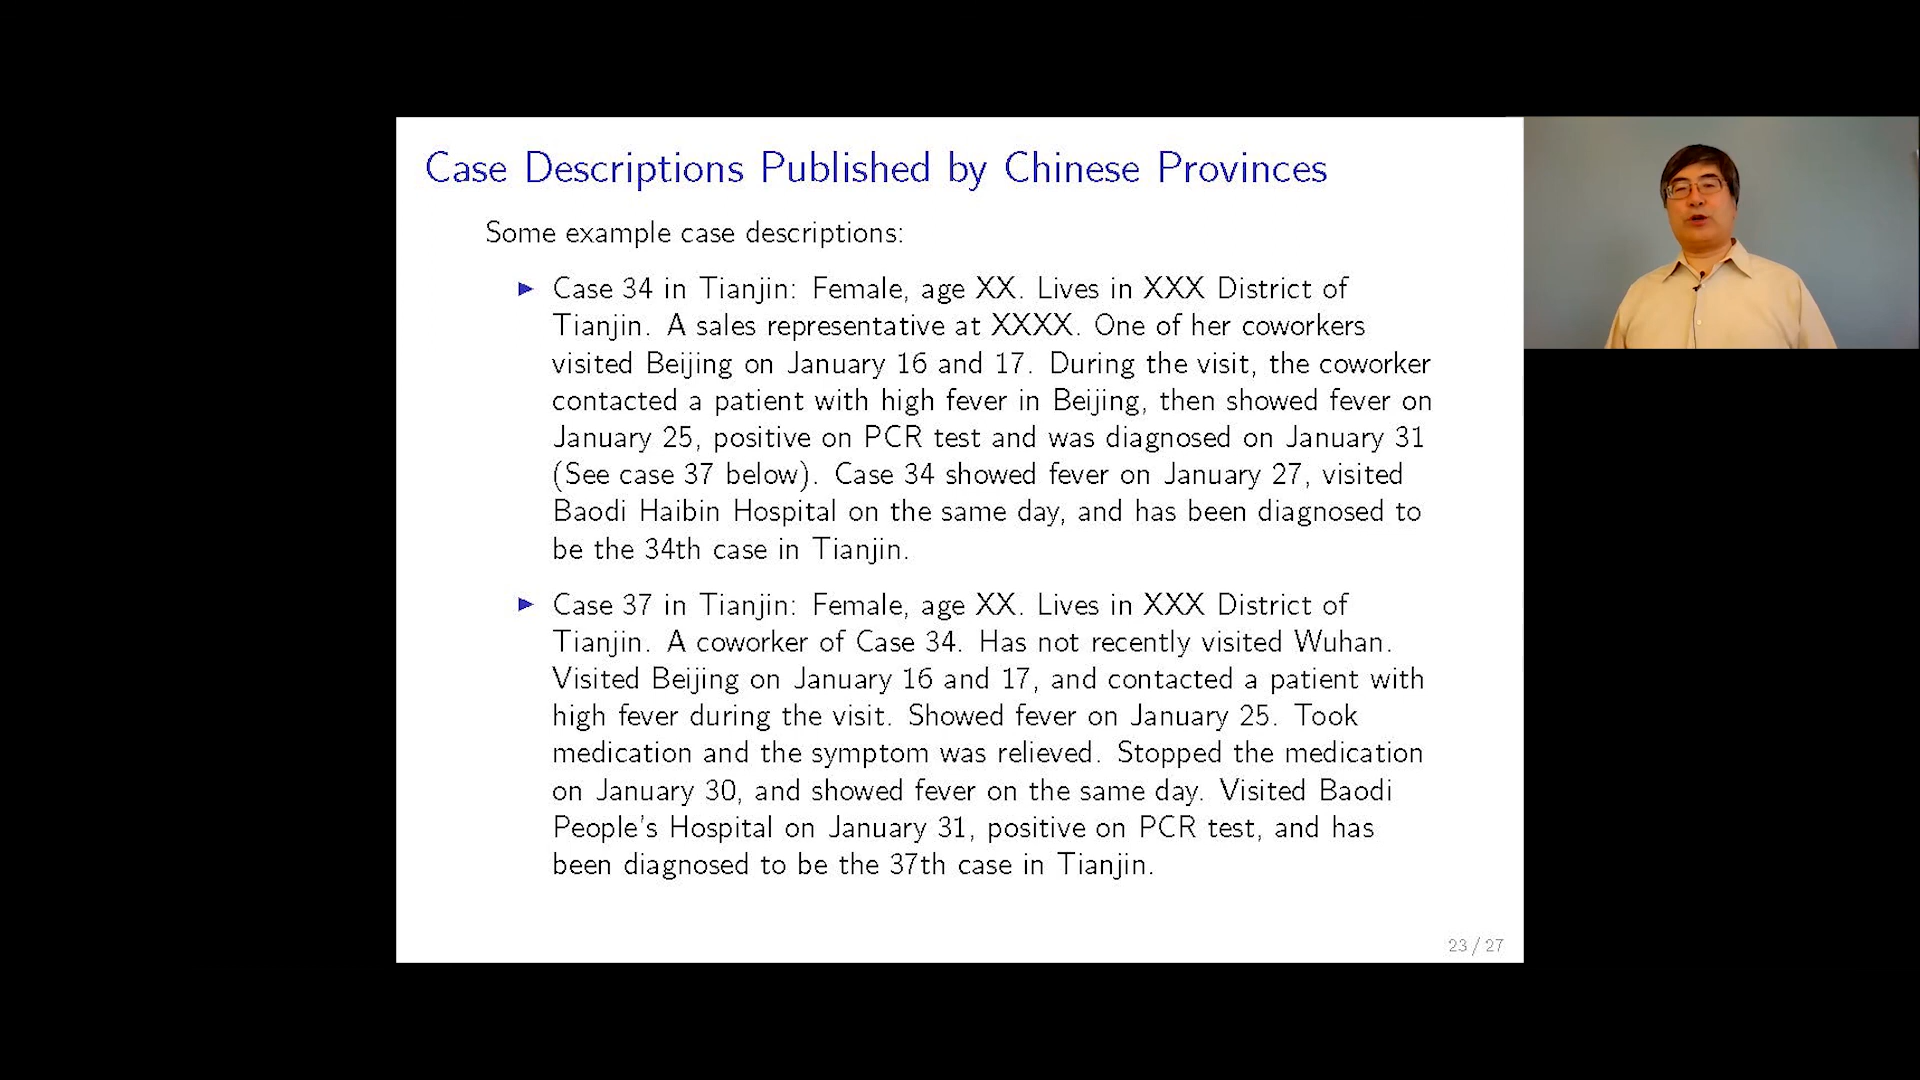 Case Descriptions Published by Chinese Provinces
Some example case descriptions:
▶ Case 34 in Tianjin: Female, age XX. Lives in XXX District of
Tianjin. A sales representative at XXXX. One of her coworkers
visited Beijing on January 16 and 17. During the visit, the coworker
contacted a patient with high fever in Beijing, then showed fever on
January 25, positive on PCR test and was diagnosed on January 31
(See case 37 below). Case 34 showed fever on January 27, visited
Baodi Haibin Hospital on the same day, and has been diagnosed to
be the 34th case in Tianjin.
▶ Case 37 in Tianjin: Female, age XX. Lives in XXX District of
Tianjin. A coworker of Case 34. Has not recently visited Wuhan.
Visited Beijing on January 16 and 17, and contacted a patient with
high fever during the visit. Showed fever on January 25. Took
medication and the symptom was relieved. Stopped the medication
on January 30, and showed fever on the same day. Visited Baodi
People's Hospital on January 31, positive on PCR test, and has
been diagnosed to be the 37th case in Tianjin.
23 / 27